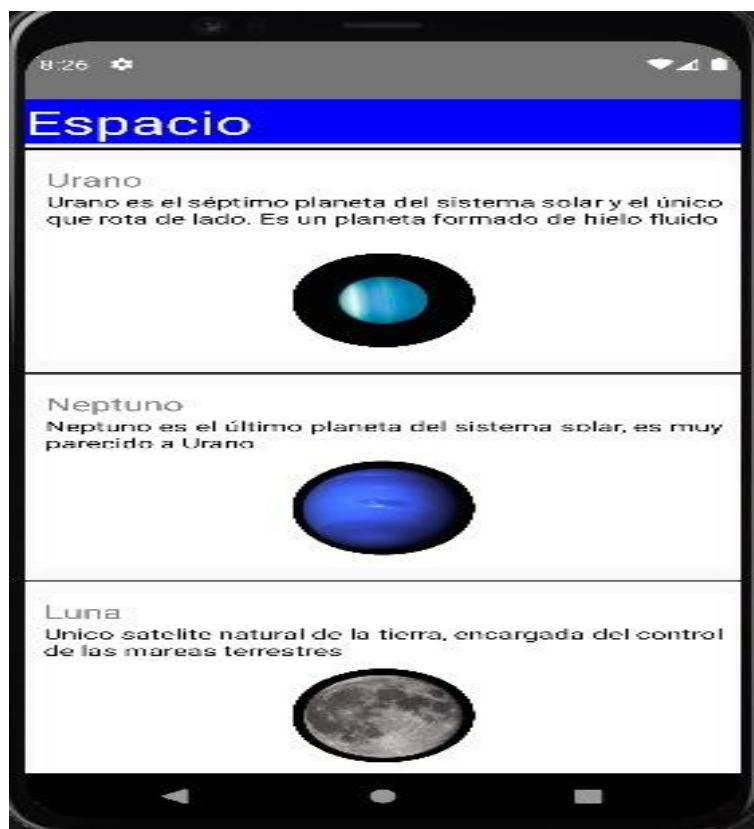 8:26
Espacio
Urano
Urano es el séptimo planeta del sistema solar y el único
que rota de lado. Es un planeta formado de hielo fluido
Neptuno
Neptuno es el último planeta del sistema solar, es muy
parecido a Urano
Luna
Unico satelite natural de la tierra, encargada del control
de las mareas terrestres